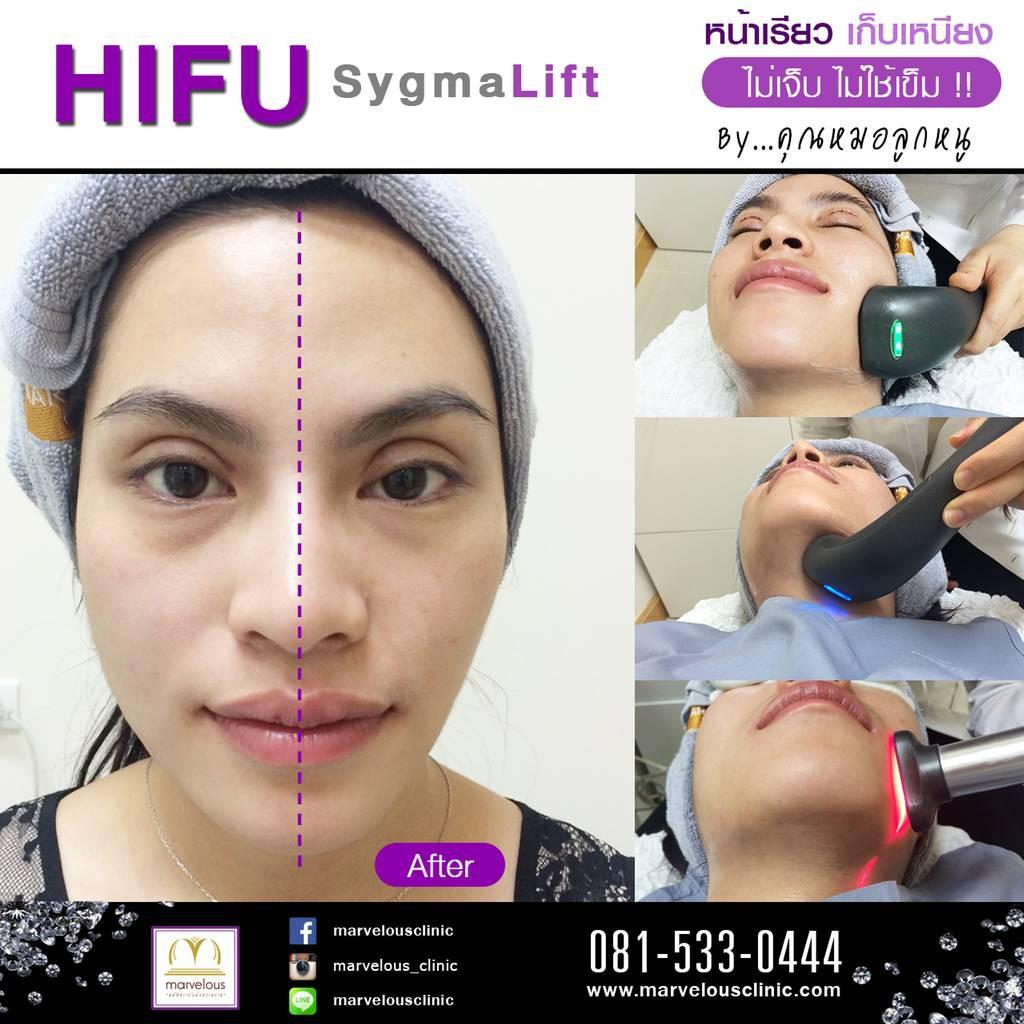 HIFU SygmaLift
หน้าเรียว เก็บเหนียง
ไม่เจ็บ ไม่ใช้เข็ม !!
By...คุณหมอลูกหนู
After
marvelous
marvelousclinic
marvelous_clinic
LINE
marvelousclinic
081-533-0444
www.marvelousclinic.com